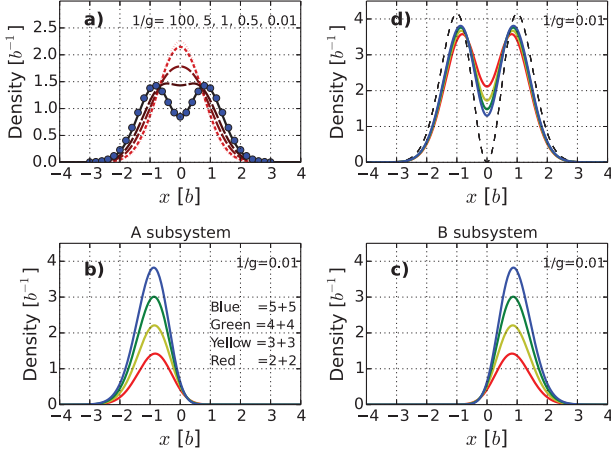 a)
1/g= 100, 5, 1, 0.5, 0.01
Density [b⁻¹]
3.0
2.5
2.0
1.5
1.0
0.5
0.0
−4 −3 −2 −1 0 1 2 3 4
x [b]
d)
1/g=0.01
Density [b⁻¹]
4
3
2
1
0
−4 −3 −2 −1 0 1 2 3 4
x [b]
A subsystem
b)
1/g=0.01
Density [b⁻¹]
4
3
2
1
0
Blue =5+5
Green =4+4
Yellow =3+3
Red =2+2
−4 −3 −2 −1 0 1 2 3 4
x [b]
B subsystem
c)
1/g=0.01
Density [b⁻¹]
4
3
2
1
0
−4 −3 −2 −1 0 1 2 3 4
x [b]